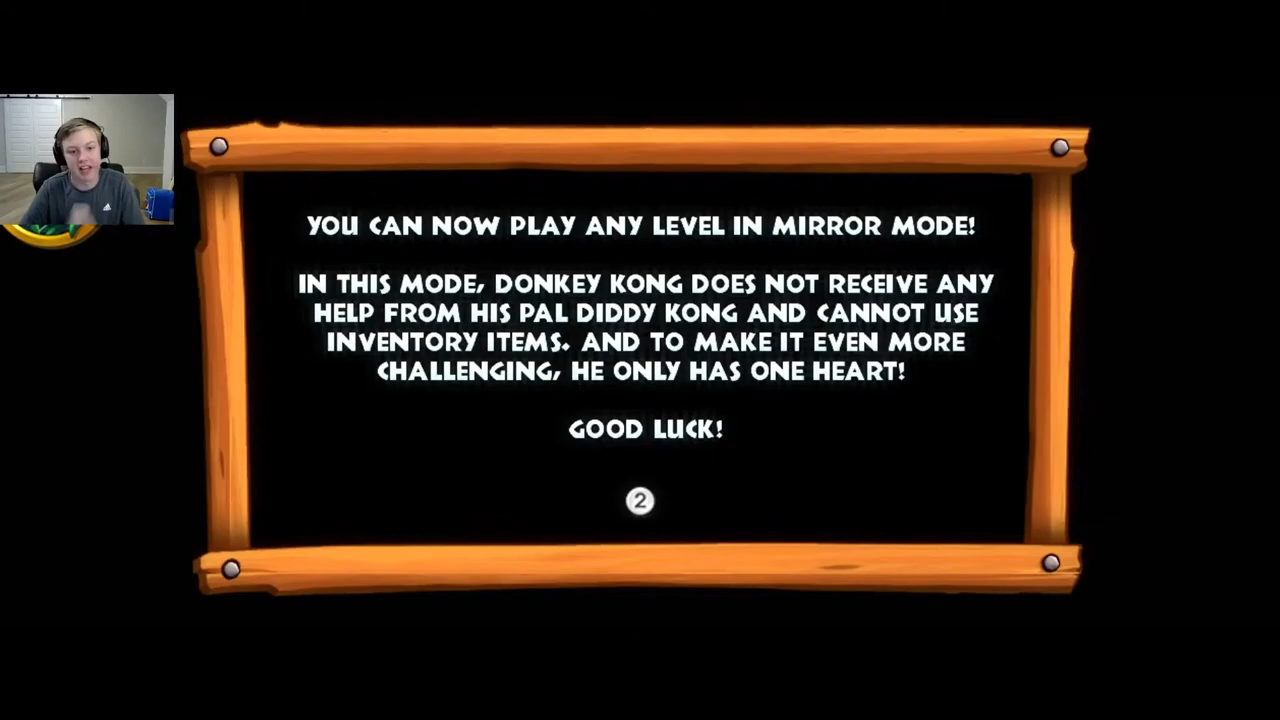 YOU CAN NOW PLAY ANY LEVEL IN MIRROR MODE!
IN THIS MODE, DONKEY KONG DOES NOT RECEIVE ANY
HELP FROM HIS PAL DIDDY KONG AND CANNOT USE
INVENTORY ITEMS. AND TO MAKE IT EVEN MORE
CHALLENGING, HE ONLY HAS ONE HEART!
GOOD LUCK!
2